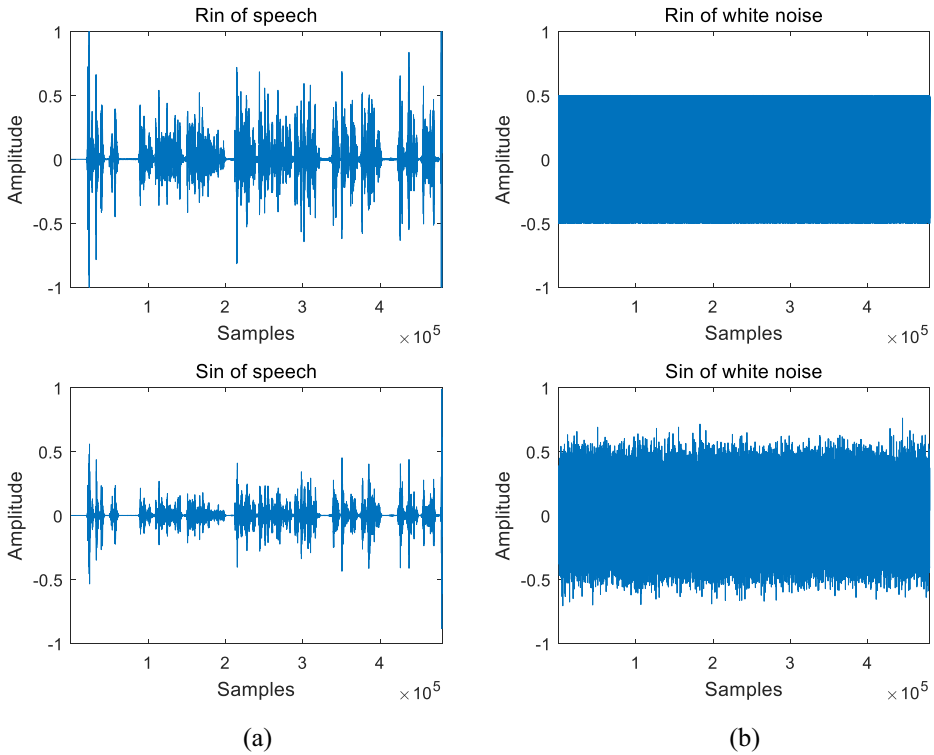 Rin of speech
1
0.5
0
-0.5
-1
Amplitude
1 2 3 4
Samples
×10^5
Rin of white noise
1
0.5
0
-0.5
-1
Amplitude
1 2 3 4
Samples
×10^5
Sin of speech
1
0.5
0
-0.5
-1
Amplitude
1 2 3 4
Samples
×10^5
Sin of white noise
1
0.5
0
-0.5
-1
Amplitude
1 2 3 4
Samples
×10^5
(a)
(b)